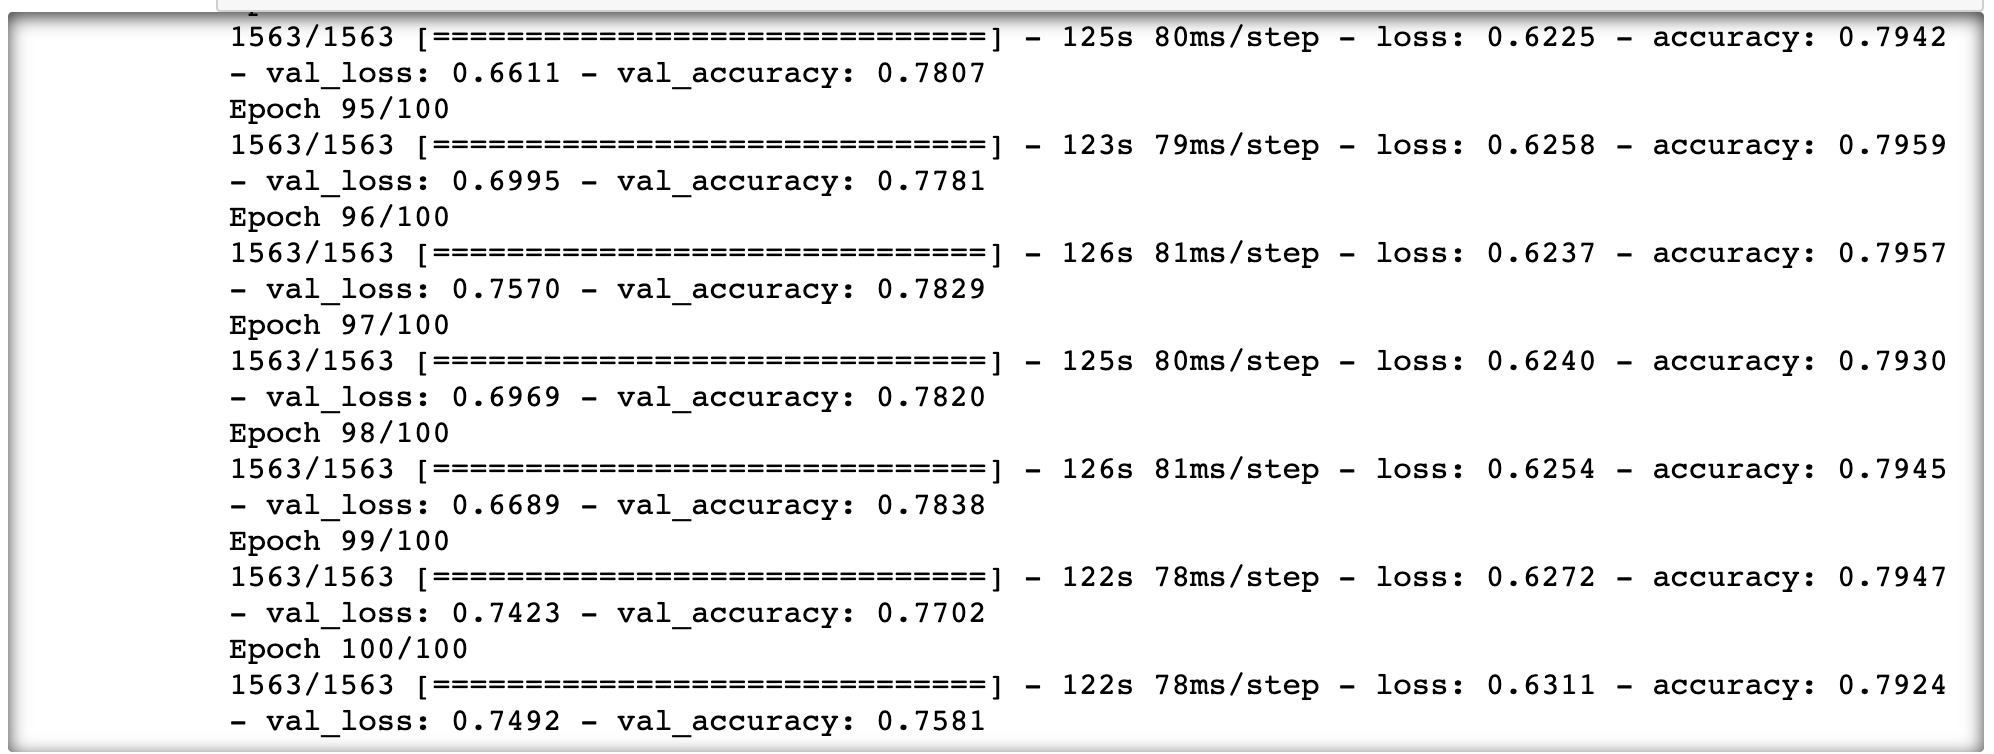 1563/1563 [==============================] - 125s 80ms/step - loss: 0.6225 - accuracy: 0.7942
- val_loss: 0.6611 - val_accuracy: 0.7807
Epoch 95/100
1563/1563 [==============================] - 123s 79ms/step - loss: 0.6258 - accuracy: 0.7959
- val_loss: 0.6995 - val_accuracy: 0.7781
Epoch 96/100
1563/1563 [==============================] - 126s 81ms/step - loss: 0.6237 - accuracy: 0.7957
- val_loss: 0.7570 - val_accuracy: 0.7829
Epoch 97/100
1563/1563 [==============================] - 125s 80ms/step - loss: 0.6240 - accuracy: 0.7930
- val_loss: 0.6969 - val_accuracy: 0.7820
Epoch 98/100
1563/1563 [==============================] - 126s 81ms/step - loss: 0.6254 - accuracy: 0.7945
- val_loss: 0.6689 - val_accuracy: 0.7838
Epoch 99/100
1563/1563 [==============================] - 122s 78ms/step - loss: 0.6272 - accuracy: 0.7947
- val_loss: 0.7423 - val_accuracy: 0.7702
Epoch 100/100
1563/1563 [==============================] - 122s 78ms/step - loss: 0.6311 - accuracy: 0.7924
- val_loss: 0.7492 - val_accuracy: 0.7581